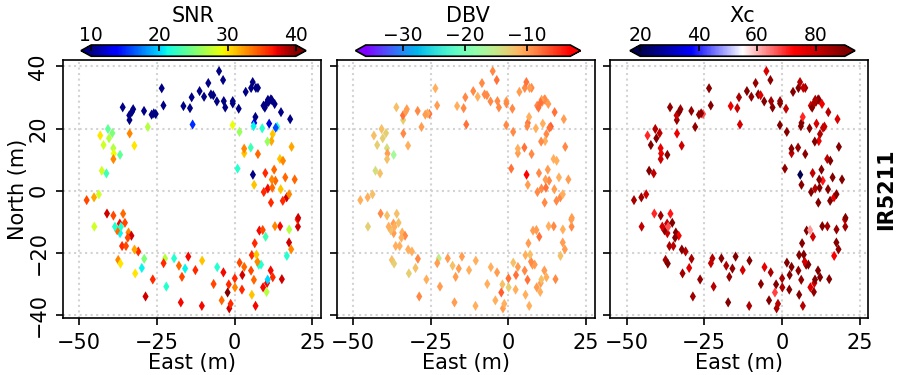 SNR DBV Xc
10 20 30 40 −30 −20 −10 20 40 60 80
40
20
0
−20
−40
North (m)
IR5211
−50 −25 0 25 −50 −25 0 25 −50 −25 0 25
East (m) East (m) East (m)